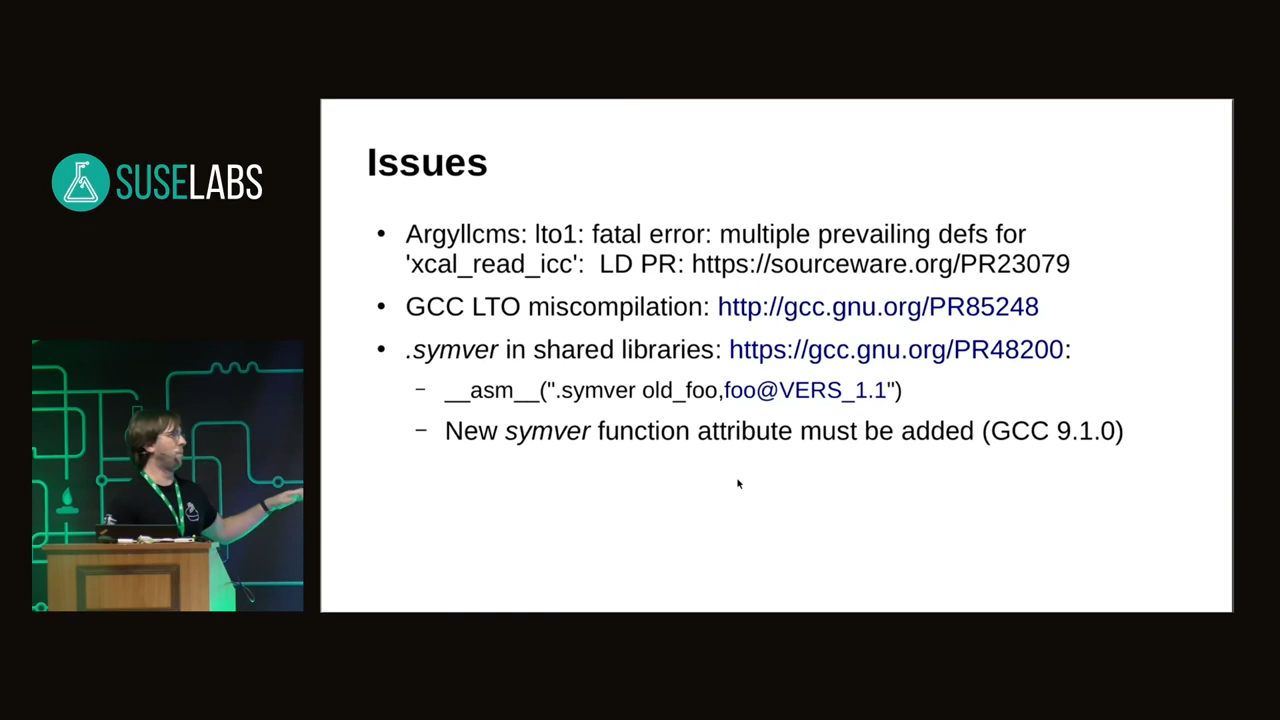 SUSELABS
Issues
• Argyllcms: lto1: fatal error: multiple prevailing defs for
'xcal_read_icc':  LD PR: https://sourceware.org/PR23079
• GCC LTO miscompilation: http://gcc.gnu.org/PR85248
• .symver in shared libraries: https://gcc.gnu.org/PR48200:
– __asm__(".symver old_foo,foo@VERS_1.1")
– New symver function attribute must be added (GCC 9.1.0)